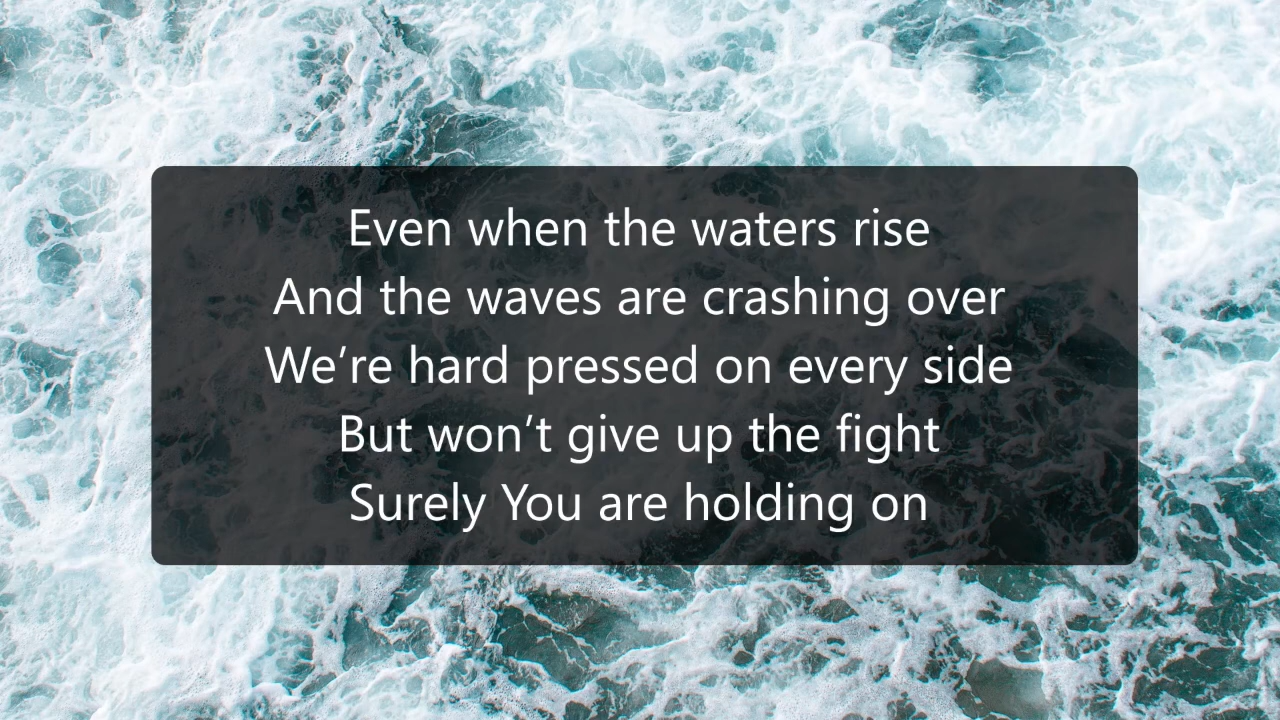 Even when the waters rise
And the waves are crashing over
We’re hard pressed on every side
But won’t give up the fight
Surely You are holding on